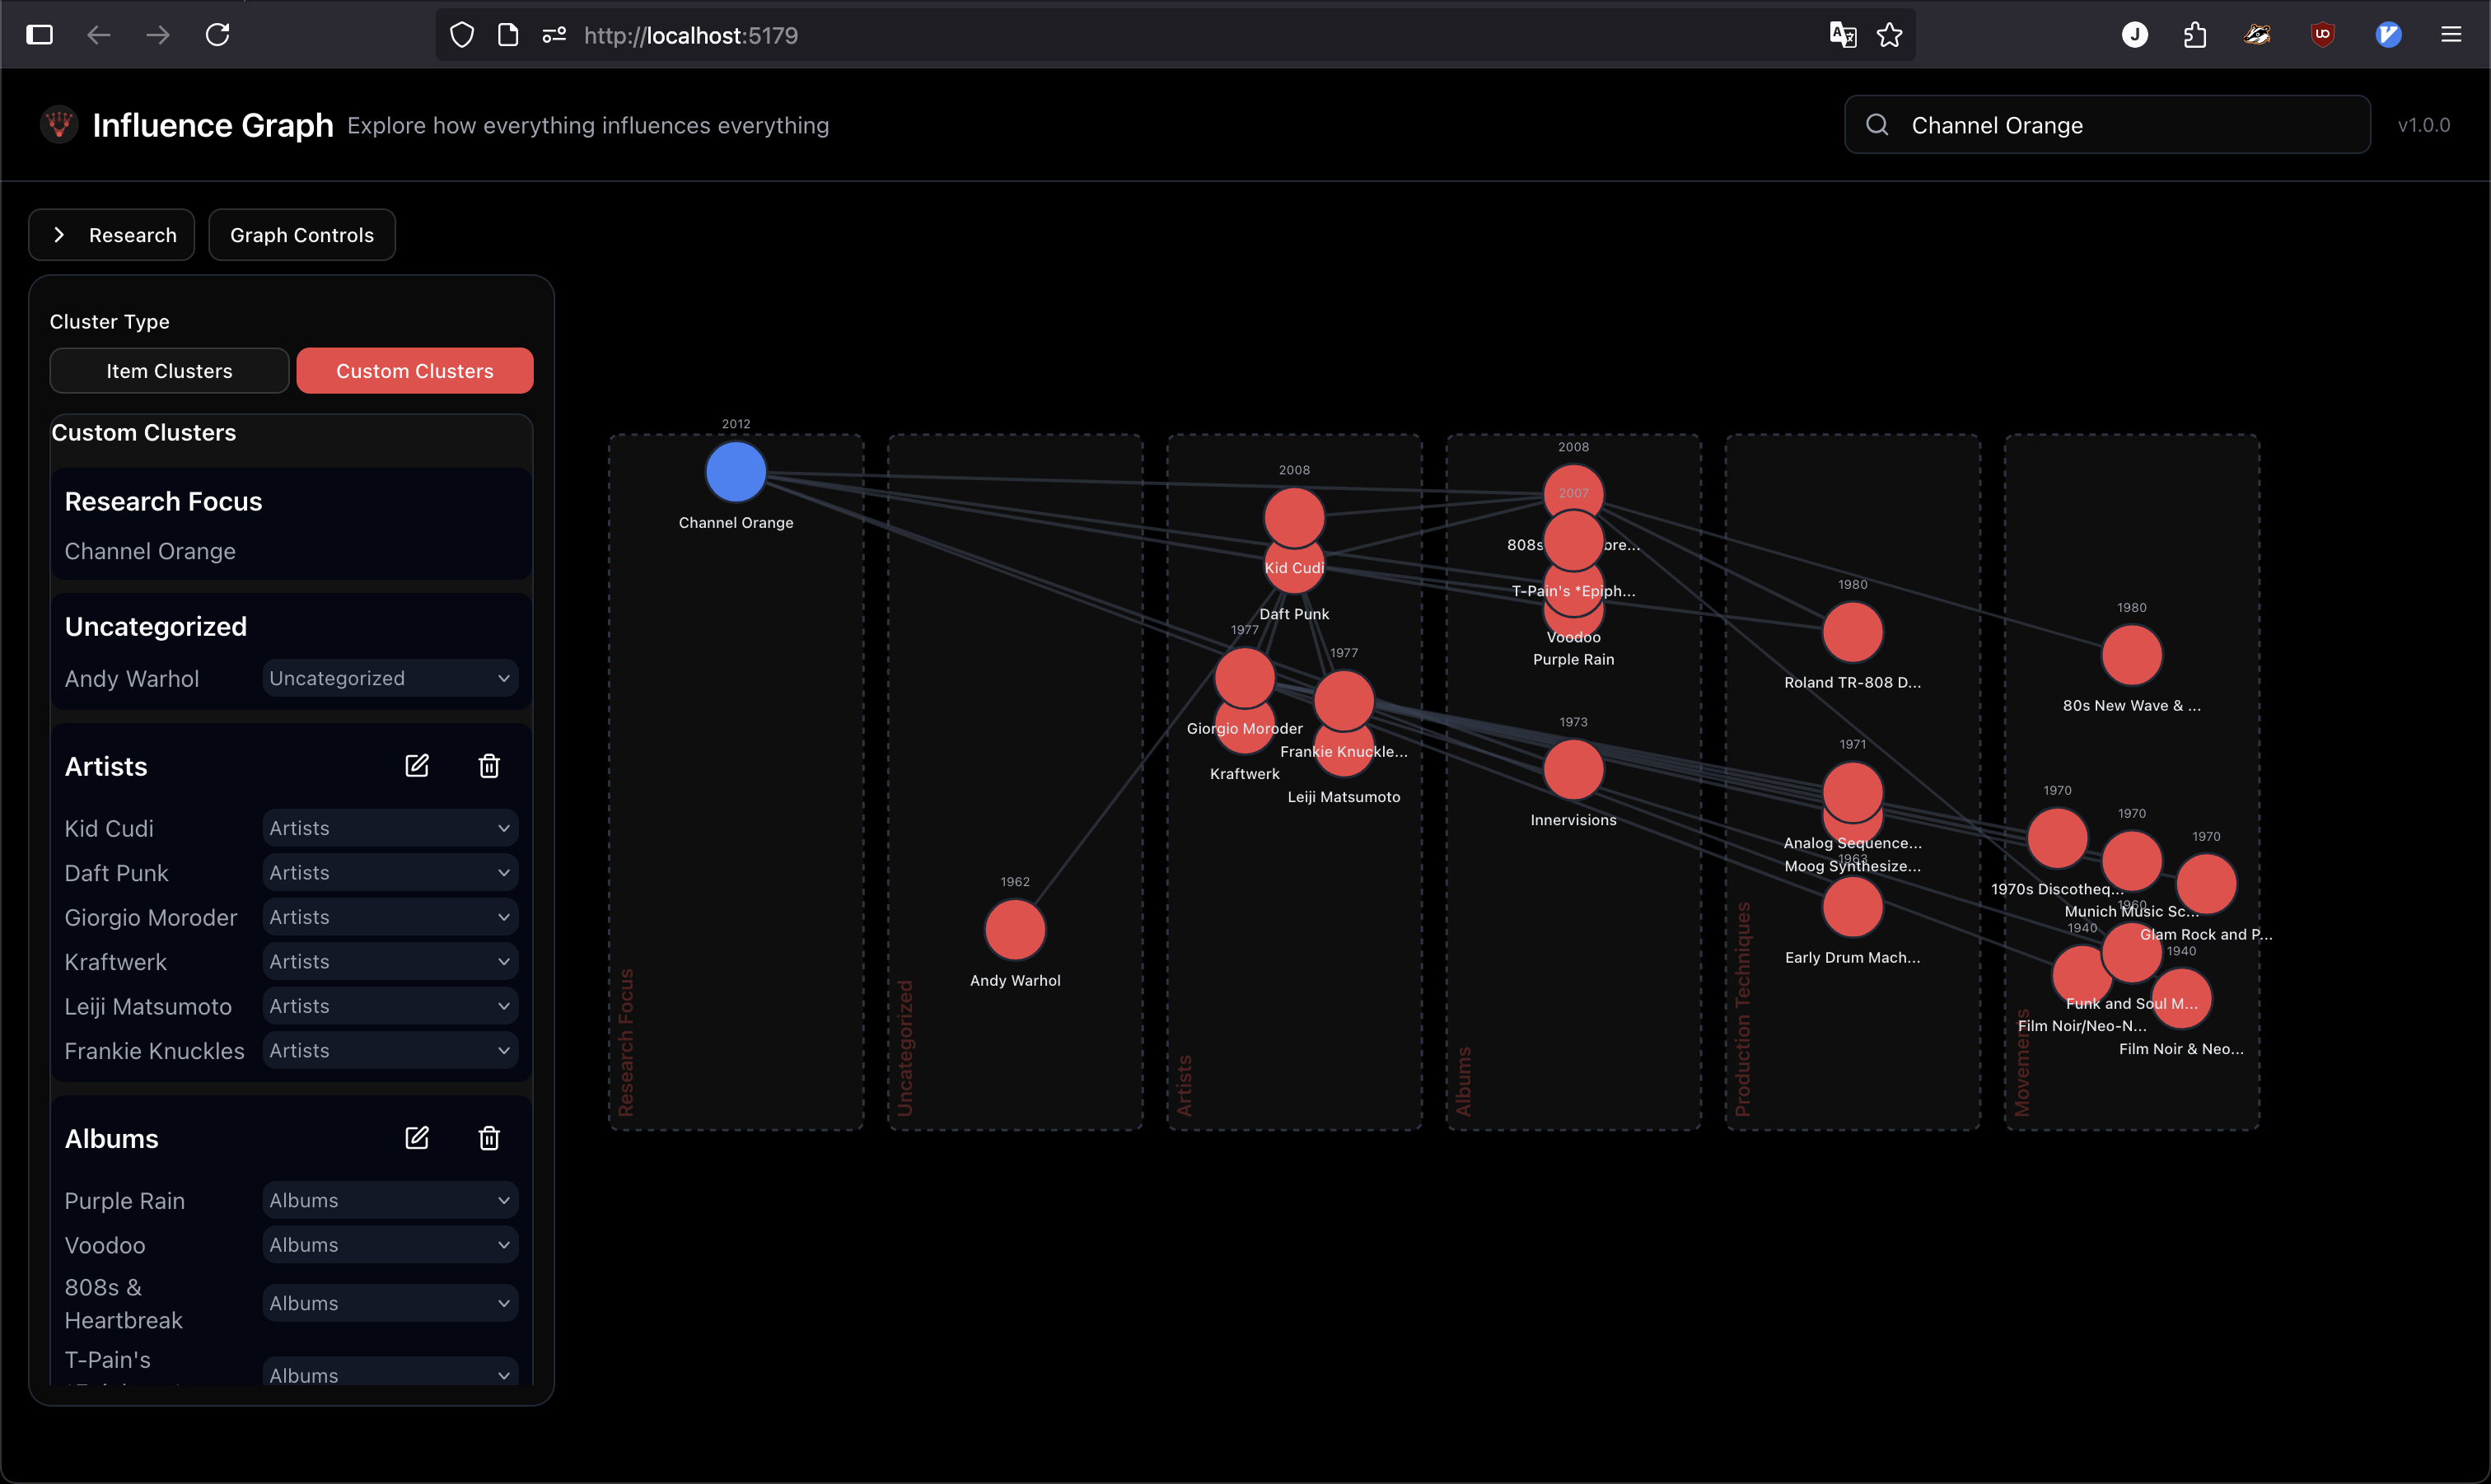 http://localhost:5179
J
Influence Graph
Explore how everything influences everything
Channel Orange
v1.0.0
Research
Graph Controls
Cluster Type
Item Clusters
Custom Clusters
Custom Clusters
Research Focus
Channel Orange
Uncategorized
Andy Warhol
Uncategorized
Artists
Kid Cudi
Artists
Daft Punk
Artists
Giorgio Moroder
Artists
Kraftwerk
Artists
Leiji Matsumoto
Artists
Frankie Knuckles
Artists
Albums
Purple Rain
Albums
Voodoo
Albums
808s &
Heartbreak
Albums
T-Pain's
Albums
Research Focus
2012
Channel Orange
Uncategorized
1962
Andy Warhol
Artists
2008
Kid Cudi
Daft Punk
1977
Giorgio Moroder
Kraftwerk
1977
Frankie Knuckle...
Leiji Matsumoto
Albums
2008
2007
808s
bre...
T-Pain's *Epiph...
Voodoo
Purple Rain
1973
Innervisions
Production Techniques
1980
Roland TR-808 D...
1971
Analog Sequence...
1963
Moog Synthesize...
Early Drum Mach...
Movements
1980
80s New Wave & ...
1970
1970
1970
1970s Discotheq...
1960
Munich Music Sc...
1940
Glam Rock and P...
1940
Funk and Soul M...
Film Noir/Neo-N...
Film Noir & Neo...